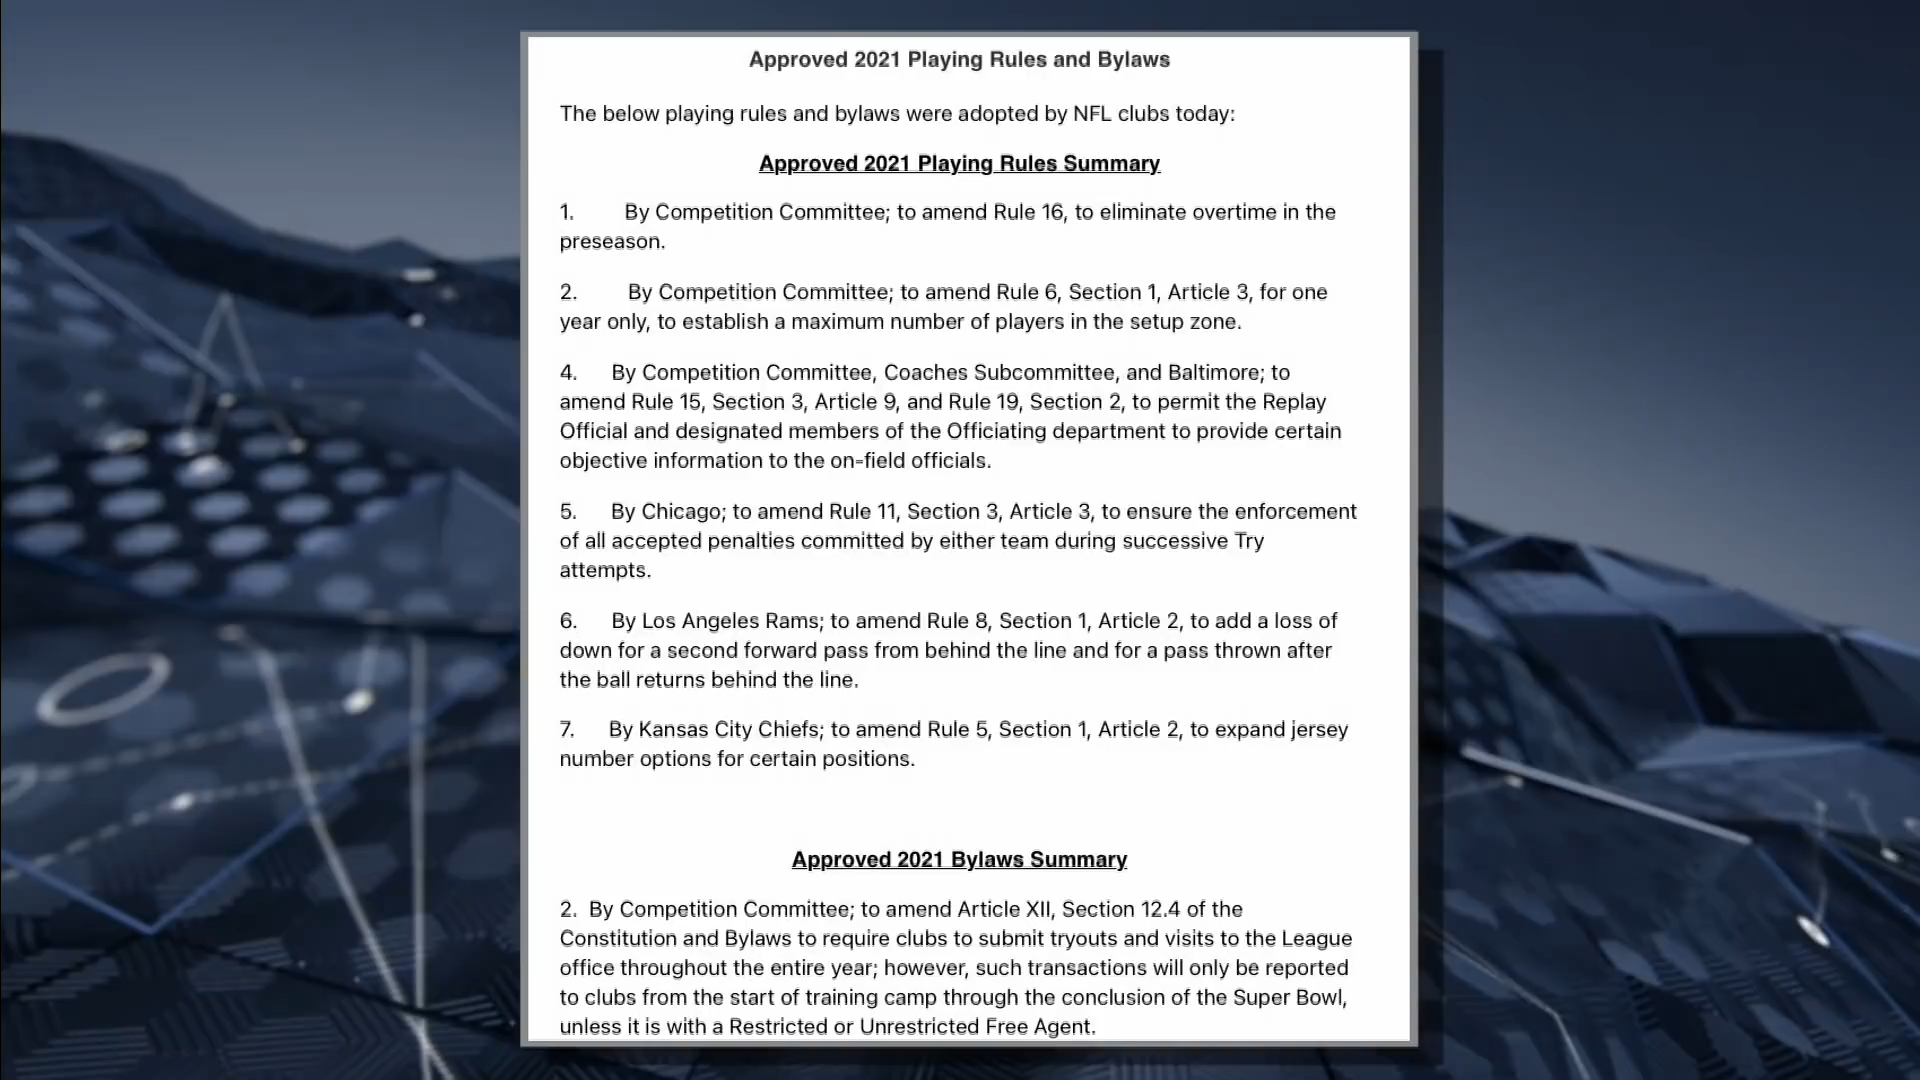 Approved 2021 Playing Rules and Bylaws
The below playing rules and bylaws were adopted by NFL clubs today:
Approved 2021 Playing Rules Summary
1. By Competition Committee; to amend Rule 16, to eliminate overtime in the
preseason.
2. By Competition Committee; to amend Rule 6, Section 1, Article 3, for one
year only, to establish a maximum number of players in the setup zone.
4. By Competition Committee, Coaches Subcommittee, and Baltimore; to
amend Rule 15, Section 3, Article 9, and Rule 19, Section 2, to permit the Replay
Official and designated members of the Officiating department to provide certain
objective information to the on-field officials.
5. By Chicago; to amend Rule 11, Section 3, Article 3, to ensure the enforcement
of all accepted penalties committed by either team during successive Try
attempts.
6. By Los Angeles Rams; to amend Rule 8, Section 1, Article 2, to add a loss of
down for a second forward pass from behind the line and for a pass thrown after
the ball returns behind the line.
7. By Kansas City Chiefs; to amend Rule 5, Section 1, Article 2, to expand jersey
number options for certain positions.
Approved 2021 Bylaws Summary
2. By Competition Committee; to amend Article XII, Section 12.4 of the
Constitution and Bylaws to require clubs to submit tryouts and visits to the League
office throughout the entire year; however, such transactions will only be reported
to clubs from the start of training camp through the conclusion of the Super Bowl,
unless it is with a Restricted or Unrestricted Free Agent.